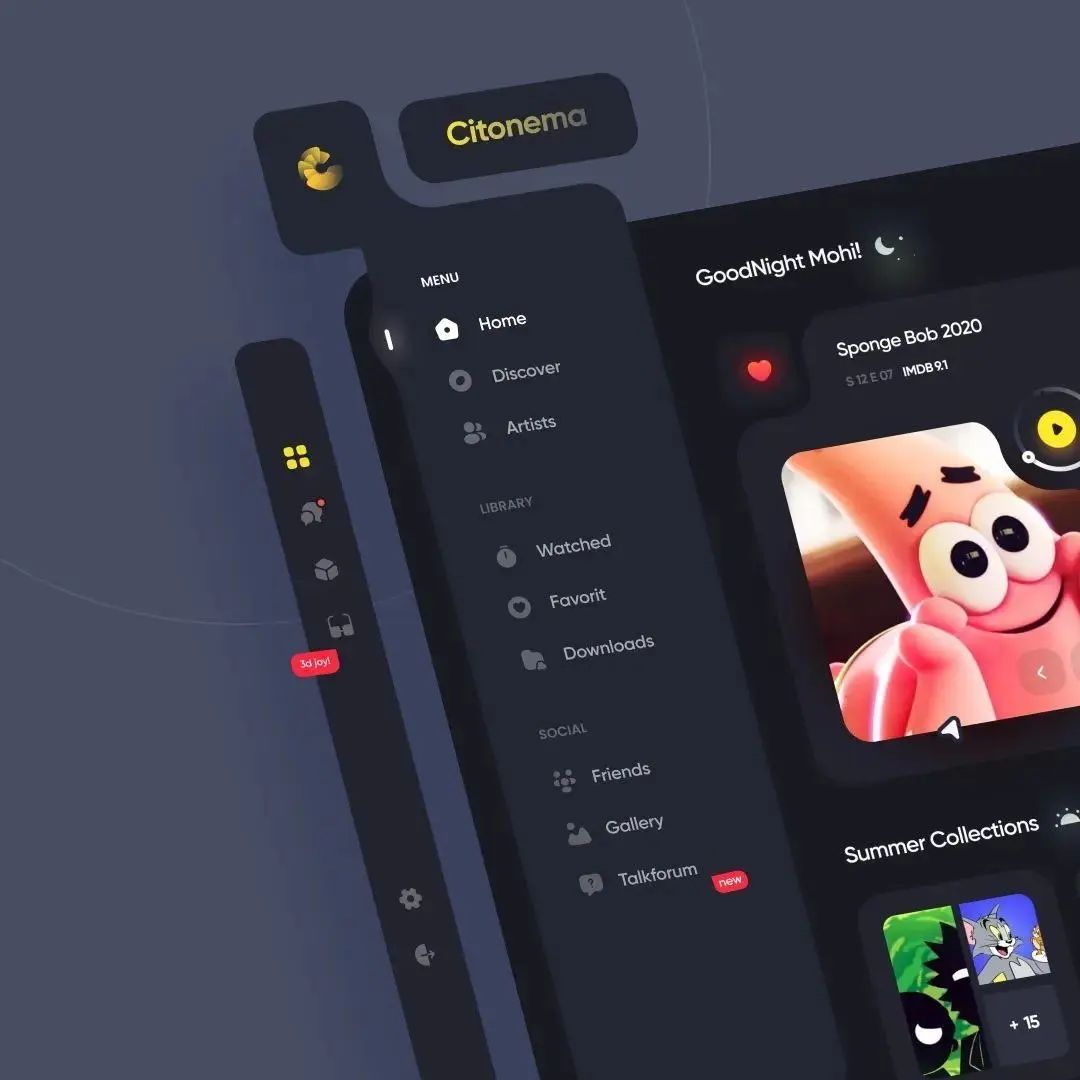 Citonema
MENU
Home
Discover
Artists
LIBRARY
Watched
Favorit
Downloads
SOCIAL
Friends
Gallery
Talkforum
new
3d joy!
GoodNight Mohi!
Sponge Bob 2020
S 12 E 07 IMDB 9.1
Summer Collections
+ 15